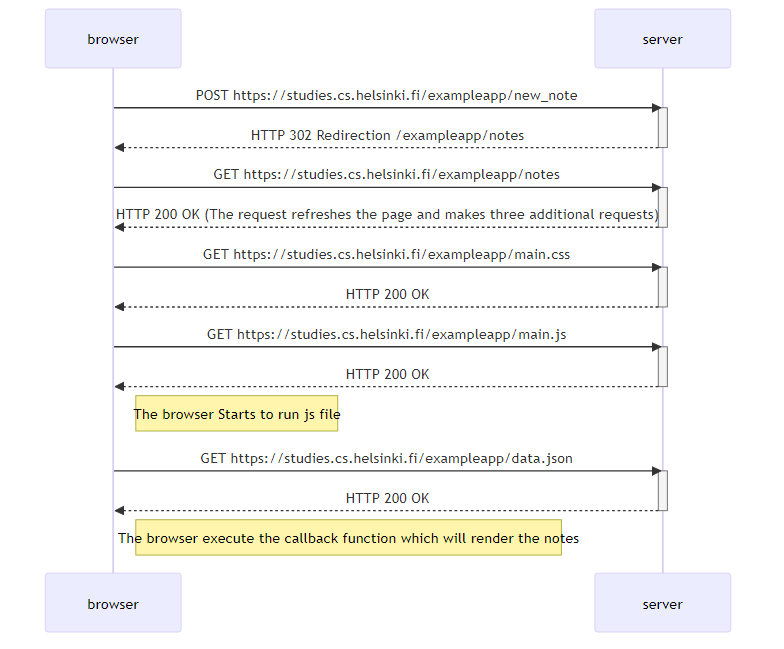 browser
server
POST https://studies.cs.helsinki.fi/exampleapp/new_note
HTTP 302 Redirection /exampleapp/notes
GET https://studies.cs.helsinki.fi/exampleapp/notes
HTTP 200 OK (The request refreshes the page and makes three additional requests)
GET https://studies.cs.helsinki.fi/exampleapp/main.css
HTTP 200 OK
GET https://studies.cs.helsinki.fi/exampleapp/main.js
HTTP 200 OK
The browser Starts to run js file
GET https://studies.cs.helsinki.fi/exampleapp/data.json
HTTP 200 OK
The browser execute the callback function which will render the notes
browser
server